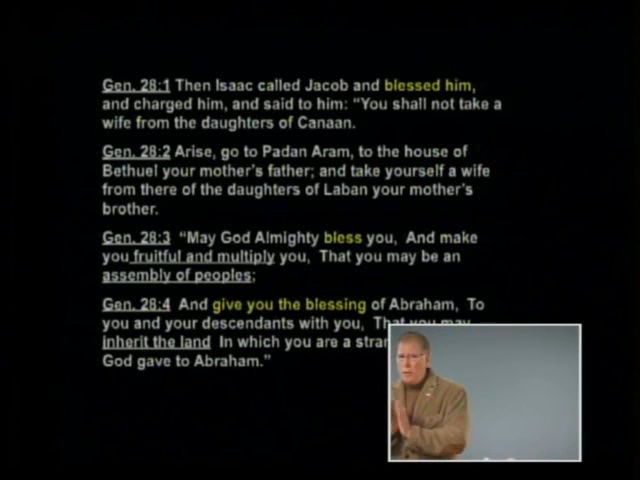 Gen. 28:1 Then Isaac called Jacob and blessed him,
and charged him, and said to him: “You shall not take a
wife from the daughters of Canaan.
Gen. 28:2 Arise, go to Padan Aram, to the house of
Bethuel your mother’s father; and take yourself a wife
from there of the daughters of Laban your mother’s
brother.
Gen. 28:3 “May God Almighty bless you, And make
you fruitful and multiply you, That you may be an
assembly of peoples;
Gen. 28:4 And give you the blessing of Abraham, To
you and your descendants with you, That you may
inherit the land In which you are a stran
God gave to Abraham.”